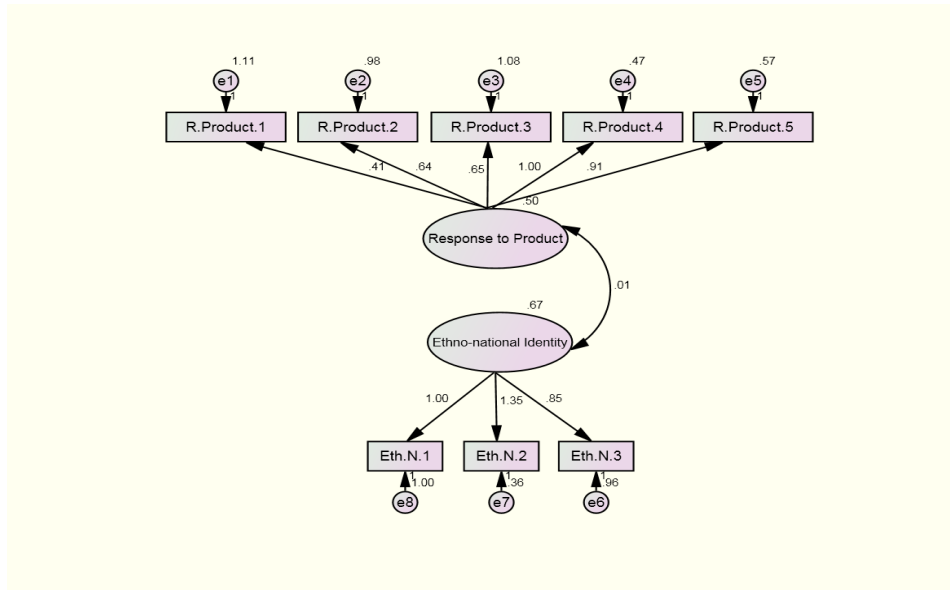 1.11 .98 1.08 .47 .57
e1 e2 e3 e4 e5
1 1 1 1 1
R.Product.1 R.Product.2 R.Product.3 R.Product.4 R.Product.5
.41 .64 .65 1.00 .91
.50
Response to Product
.01
.67
Ethno-national Identity
1.00 1.35 .85
Eth.N.1 Eth.N.2 Eth.N.3
1 1 1
1.00 .36 .96
e8 e7 e6